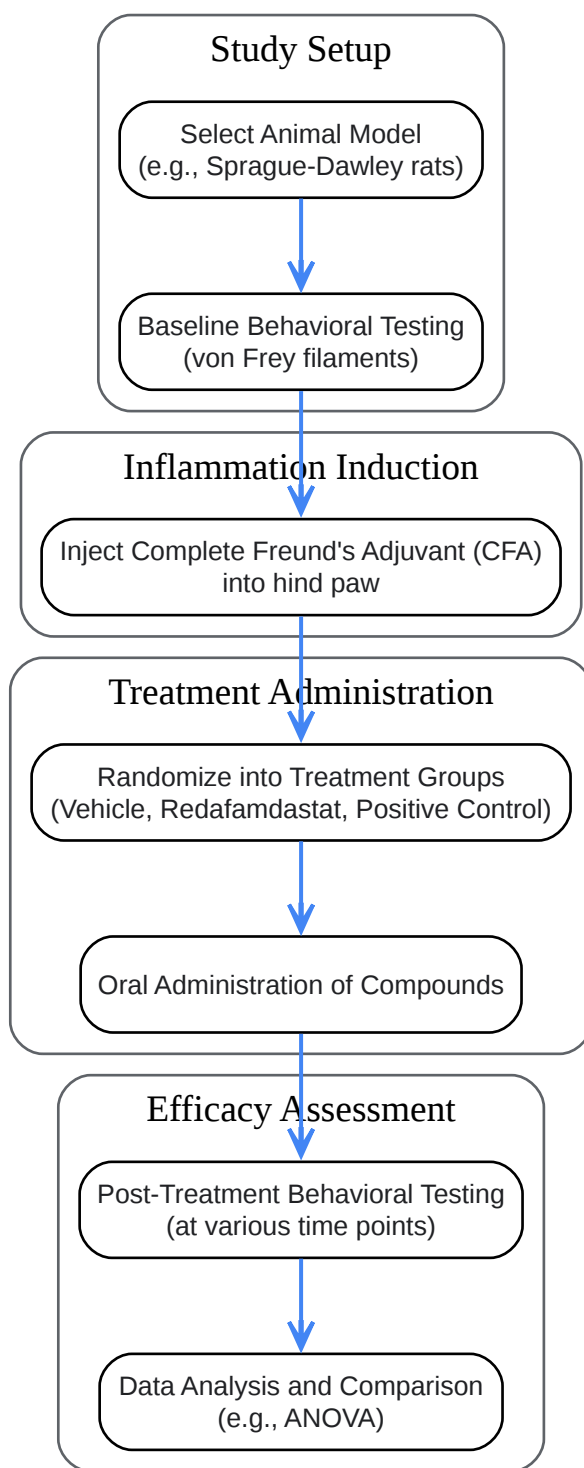 Study Setup
Select Animal Model
(e.g., Sprague-Dawley rats)
Baseline Behavioral Testing
(von Frey filaments)
Inflammation Induction
Inject Complete Freund's Adjuvant (CFA)
into hind paw
Treatment Administration
Randomize into Treatment Groups
(Vehicle, Redafamdastat, Positive Control)
Oral Administration of Compounds
Efficacy Assessment
Post-Treatment Behavioral Testing
(at various time points)
Data Analysis and Comparison
(e.g., ANOVA)